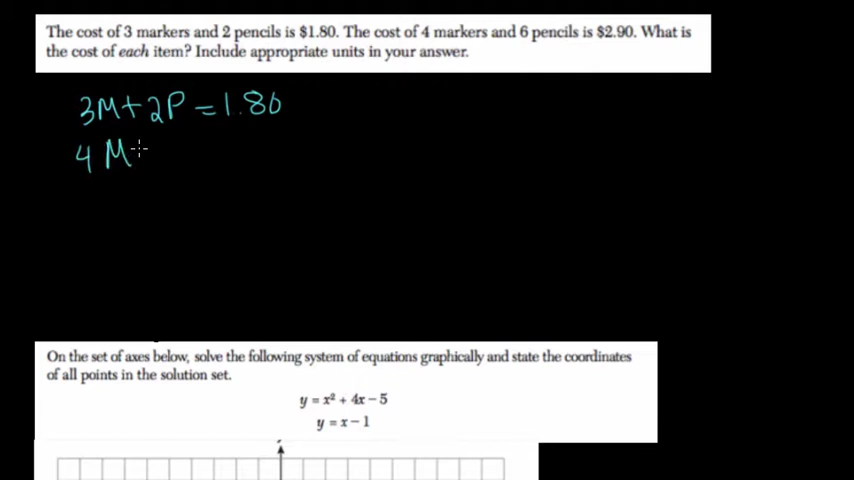 The cost of 3 markers and 2 pencils is $1.80. The cost of 4 markers and 6 pencils is $2.90. What is
the cost of each item? Include appropriate units in your answer.
3M+2P=1.80
4M
On the set of axes below, solve the following system of equations graphically and state the coordinates
of all points in the solution set.
y = x² + 4x – 5
y = x – 1